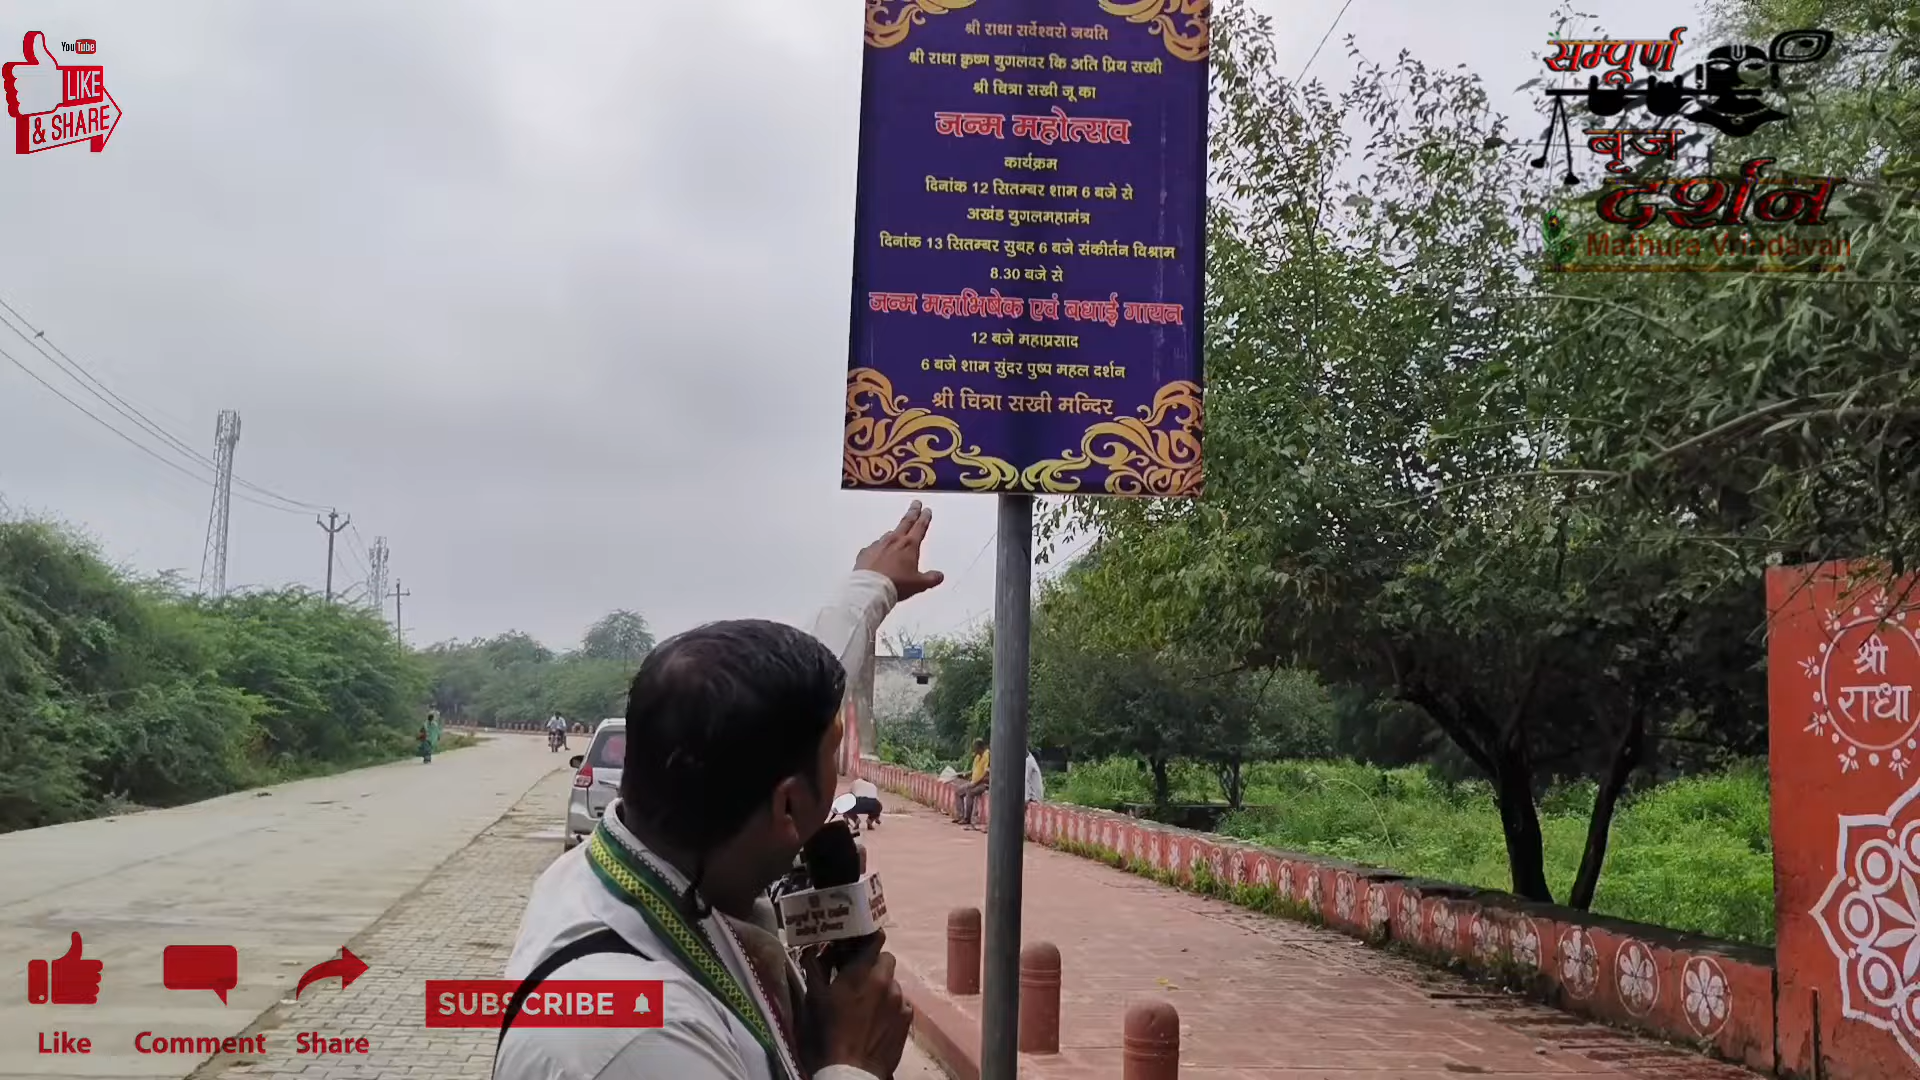 YouTube
LIKE
& SHARE
श्री राधा सर्वेश्वरो जयति
श्री राधा कृष्ण युगलवर कि अति प्रिय सखी
श्री चित्रा सखी जू का
जन्म महोत्सव
कार्यक्रम
दिनांक 12 सितम्बर शाम 6 बजे से
अखंड युगलमहामंत्र
दिनांक 13 सितम्बर सुबह 6 बजे संकीर्तन विश्राम
8.30 बजे से
जन्म महाभिषेक एवं बधाई गायन
12 बजे महाप्रसाद
6 बजे शाम सुंदर पुष्प महल दर्शन
श्री चित्रा सखी मन्दिर
सम्पूर्ण
बृज
दर्शन
Mathura Vrindavan
श्री
राधा
SUBSCRIBE
Like
Comment
Share